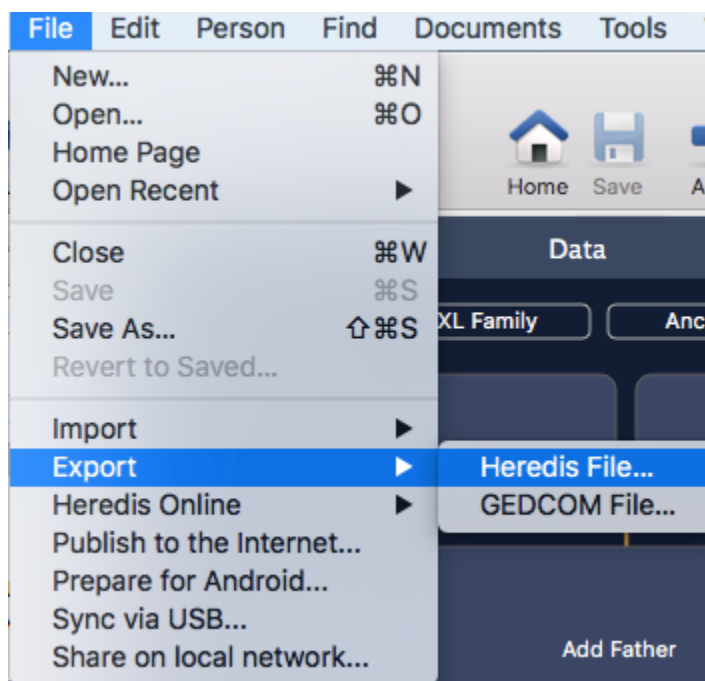 File Edit Person Find Documents Tools
New... ⌘N
Open... ⌘O
Home Page
Open Recent ▶
Home Save A
Close ⌘W
Data
Save ⌘S
Save As... ⇧⌘S
XL Family Anc
Revert to Saved...
Import ▶
Export ▶ Heredis File...
Heredis Online ▶ GEDCOM File...
Publish to the Internet...
Prepare for Android...
Sync via USB...
Share on local network...
Add Father